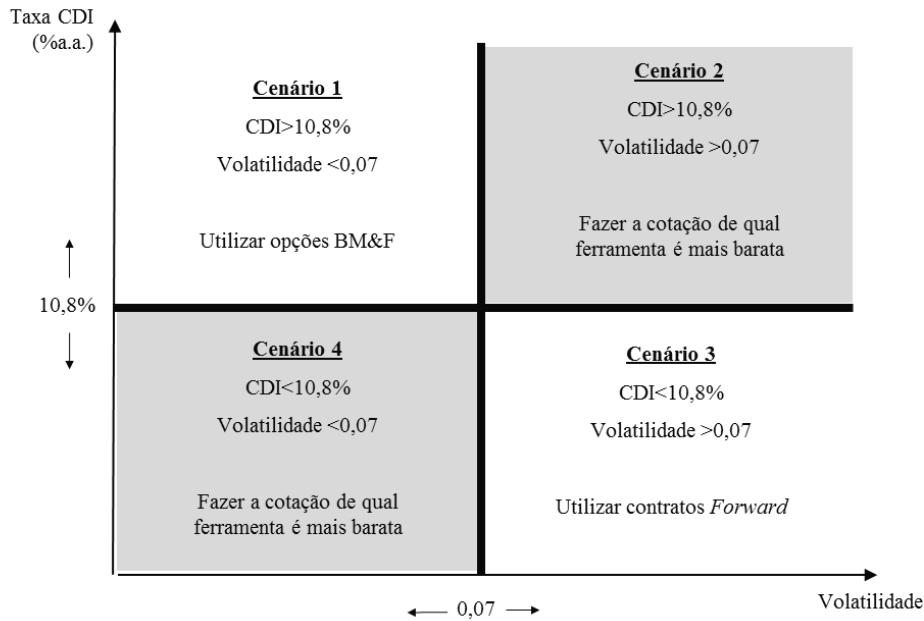 Taxa CDI
(%a.a.)
Cenário 1
CDI>10,8%
Volatilidade <0,07
Utilizar opções BM&F
Cenário 2
CDI>10,8%
Volatilidade >0,07
Fazer a cotação de qual
ferramenta é mais barata
10,8%
Cenário 4
CDI<10,8%
Volatilidade <0,07
Fazer a cotação de qual
ferramenta é mais barata
Cenário 3
CDI<10,8%
Volatilidade >0,07
Utilizar contratos Forward
0,07
Volatilidade